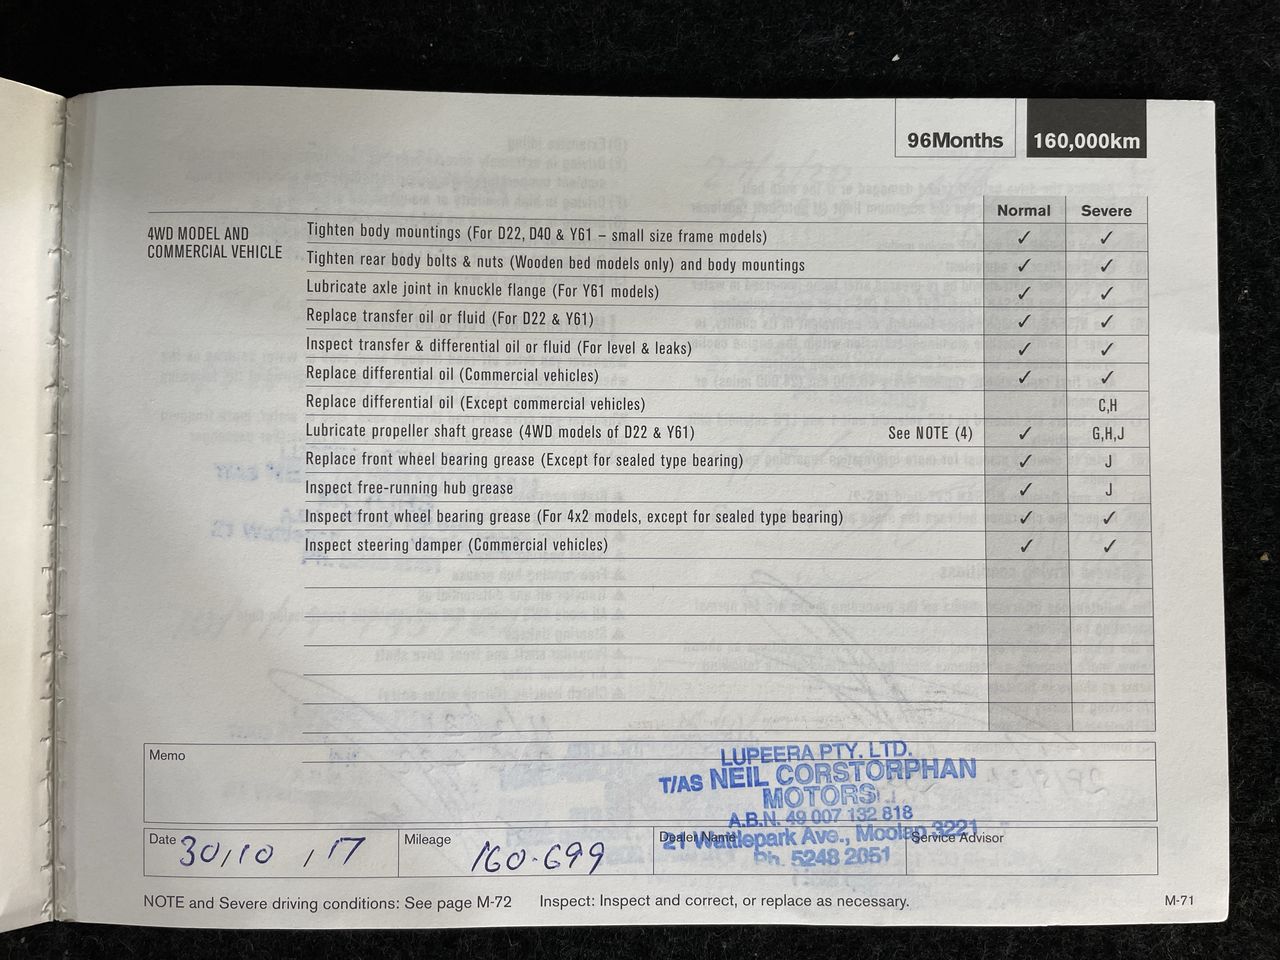 96Months 160,000km
Normal Severe
4WD MODEL AND
COMMERCIAL VEHICLE
Tighten body mountings (For D22, D40 & Y61 – small size frame models) ✓ ✓
Tighten rear body bolts & nuts (Wooden bed models only) and body mountings ✓ ✓
Lubricate axle joint in knuckle flange (For Y61 models) ✓ ✓
Replace transfer oil or fluid (For D22 & Y61) ✓ ✓
Inspect transfer & differential oil or fluid (For level & leaks) ✓ ✓
Replace differential oil (Commercial vehicles) ✓ ✓
Replace differential oil (Except commercial vehicles) C,H
Lubricate propeller shaft grease (4WD models of D22 & Y61) See NOTE (4) ✓ G,H,J
Replace front wheel bearing grease (Except for sealed type bearing) ✓ J
Inspect free-running hub grease ✓ J
Inspect front wheel bearing grease (For 4x2 models, except for sealed type bearing) ✓ ✓
Inspect steering damper (Commercial vehicles) ✓ ✓
Memo
LUPEERA PTY. LTD.
T/AS NEIL CORSTORPHAN
MOTORS
A.B.N. 49 007 132 818
21 Wattlepark Ave., Moolap 3221
Ph. 5248 2051
Date 30/10/17
Mileage 160-699
Dealer Name
Service Advisor
NOTE and Severe driving conditions: See page M-72 Inspect: Inspect and correct, or replace as necessary.
M-71